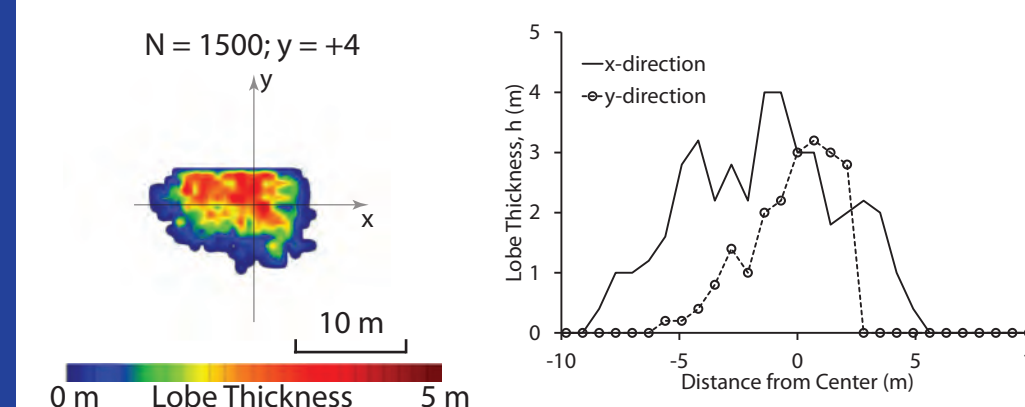 N = 1500; y = +4
y
x
10 m
0 m Lobe Thickness 5 m
5
4
3
2
1
0
Lobe Thickness, h (m)
x-direction
y-direction
-10 -5 0 5
Distance from Center (m)